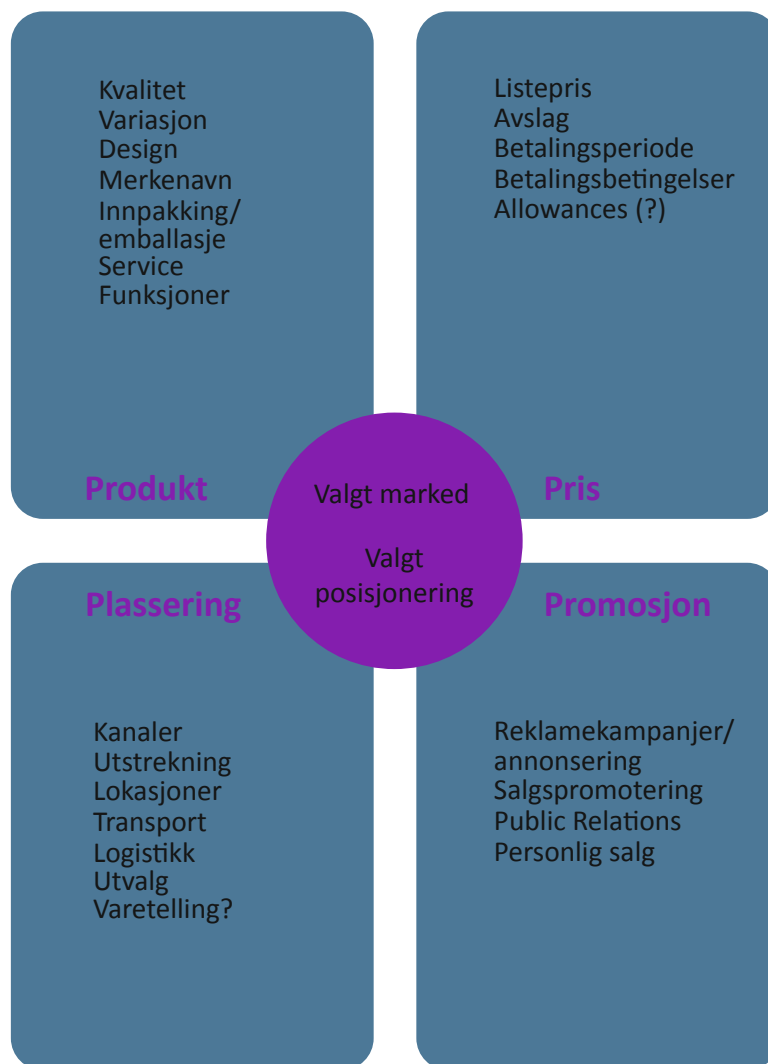 Kvalitet
Variasjon
Design
Merkenavn
Innpakking/
emballasje
Service
Funksjoner
Produkt
Listepris
Avslag
Betalingsperiode
Betalingsbetingelser
Allowances (?)
Pris
Valgt marked
Valgt
posisjonering
Plassering
Kanaler
Utstrekning
Lokasjoner
Transport
Logistikk
Utvalg
Varetelling?
Promosjon
Reklamekampanjer/
annonsering
Salgspromotering
Public Relations
Personlig salg